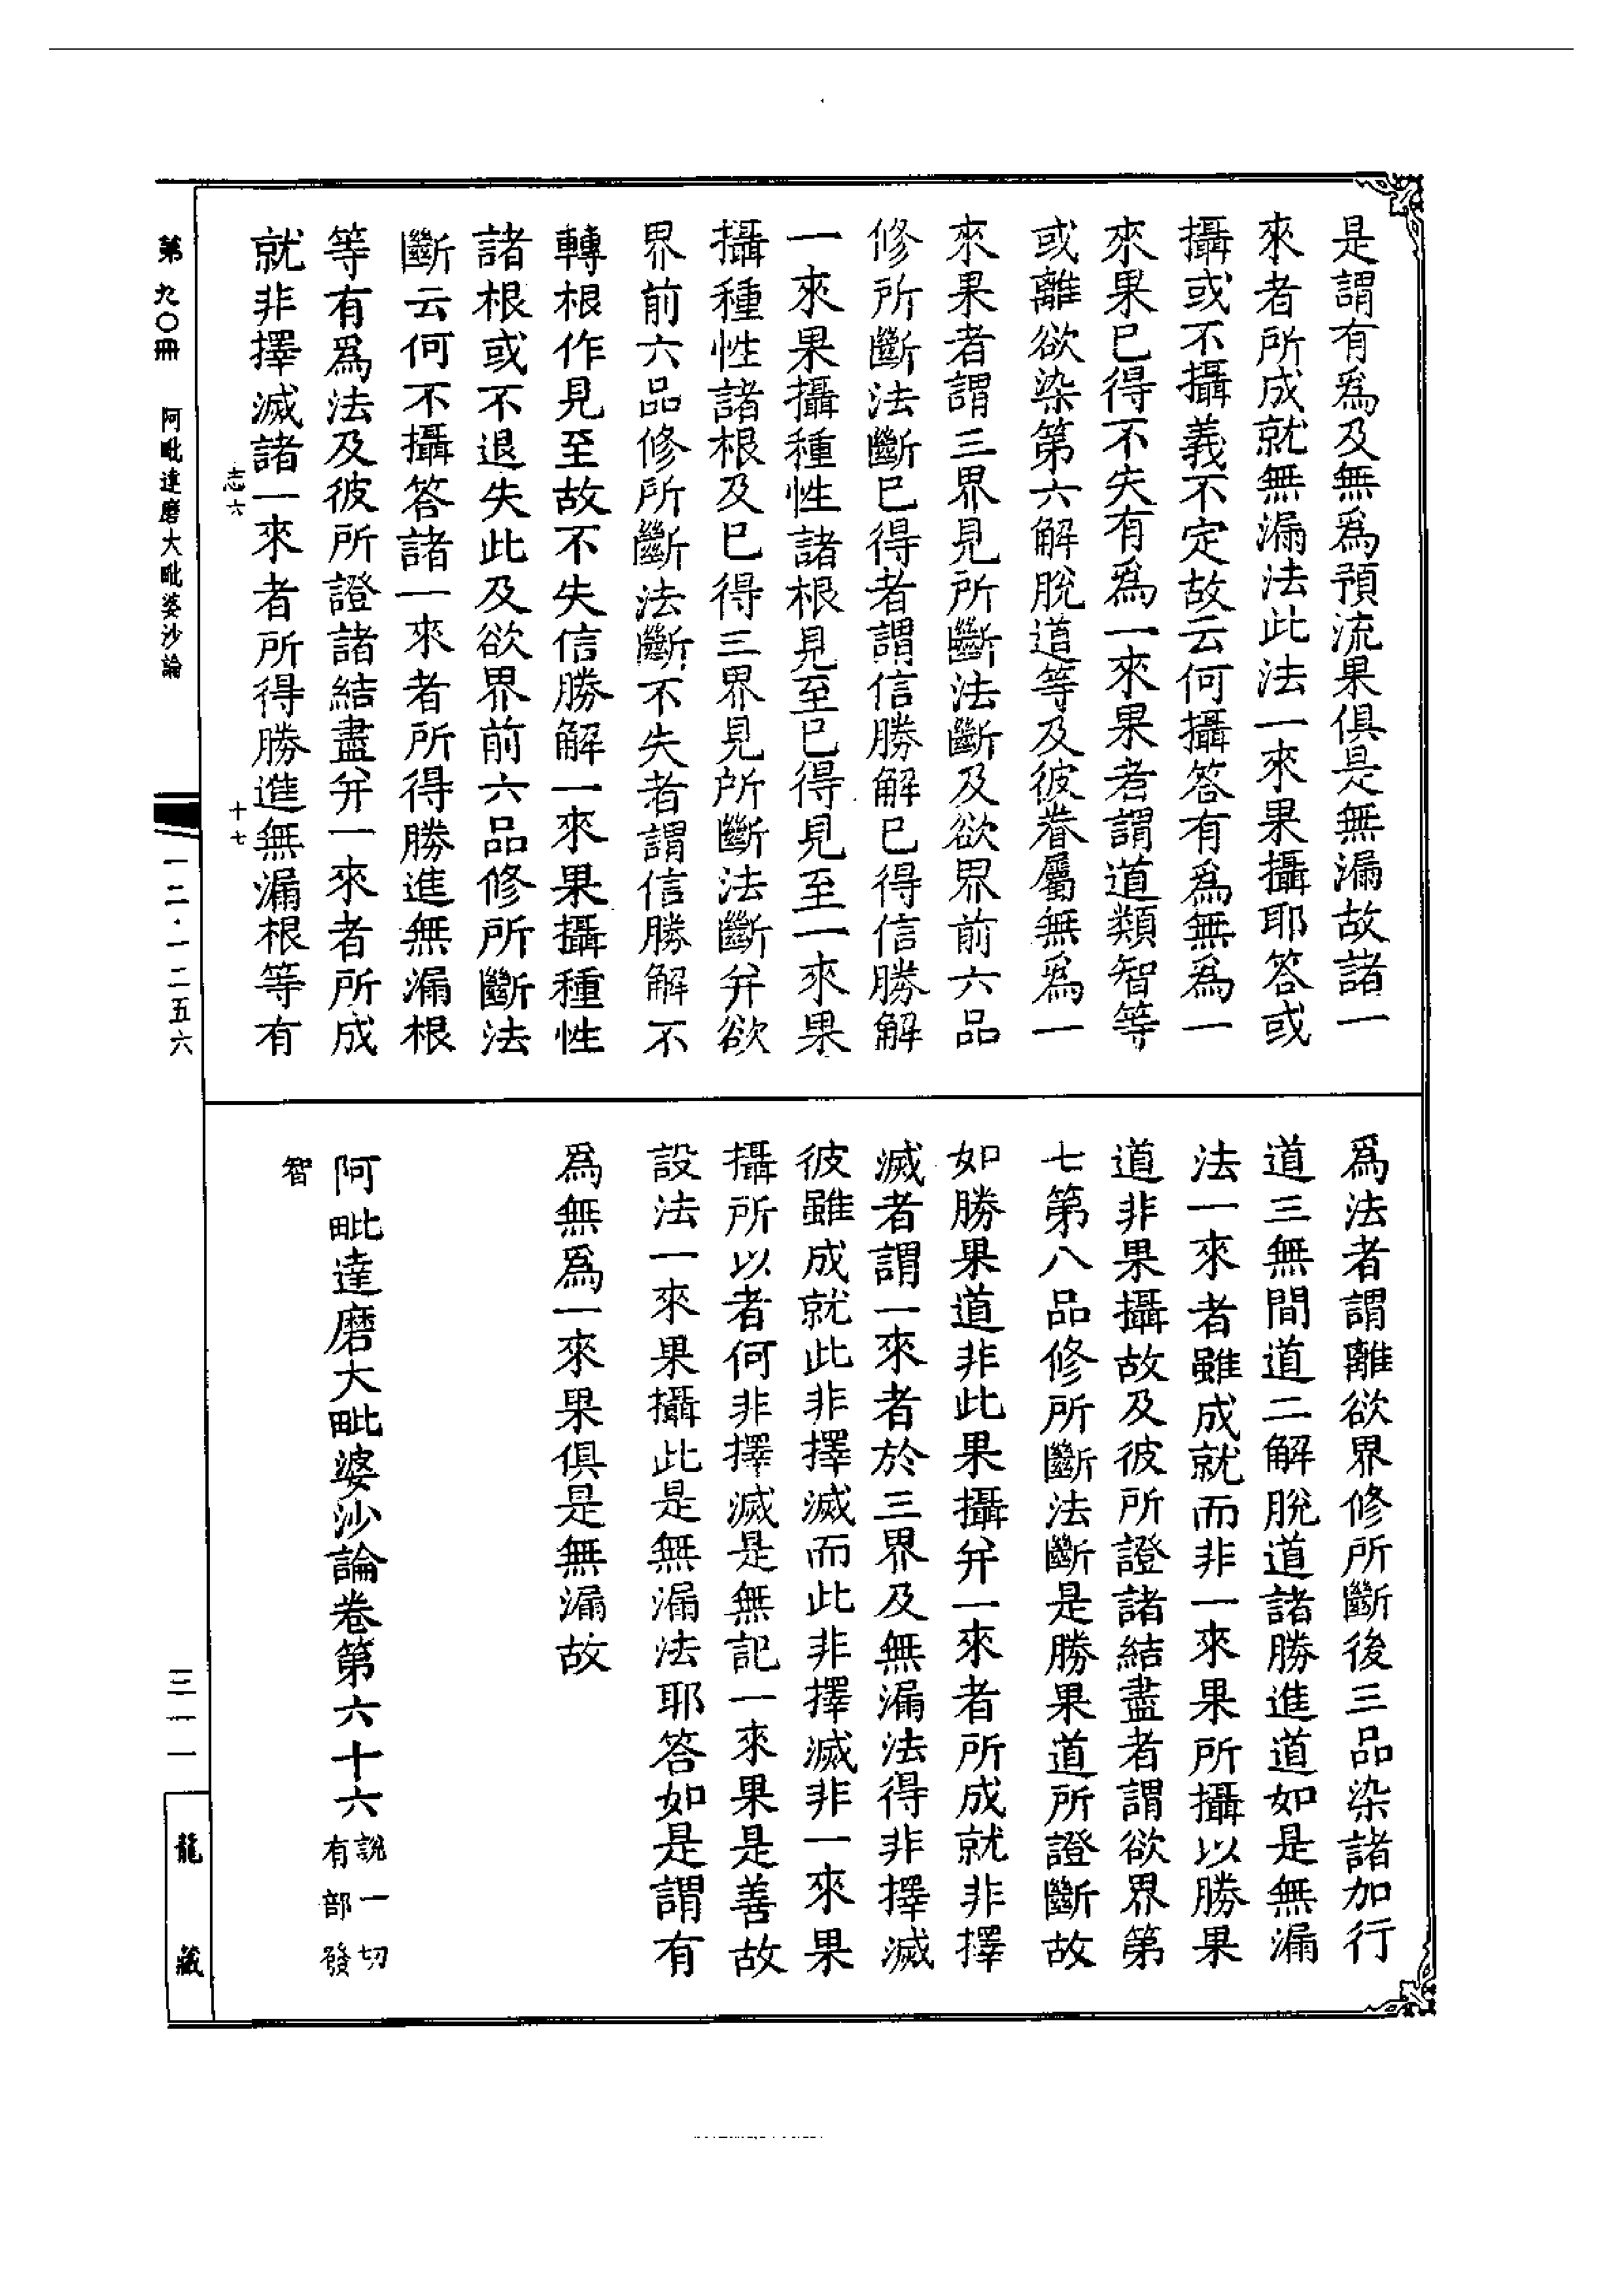 是謂有爲及無爲預流果俱是無漏故諸一
來者所成就無漏法此法一來果攝耶答或
攝或不攝義不定故云何攝答有爲無爲一
來果已得不失有爲一來果者謂道類智等
或離欲染第六解脫道等及彼眷屬無爲一
來果者謂三界見所斷法斷及欲界前六品
修所斷法斷已得者謂信勝解已得信勝解
一來果攝種性諸根見至已得見至一來果
攝種性諸根及已得三界見所斷法斷并欲
界前六品修所斷法斷不失者謂信勝解不
轉根作見至故不失信勝解一來果攝種性
諸根或不退失此及欲界前六品修所斷法
斷云何不攝答諸一來者所得勝進無漏根
等有爲法及彼所證諸結盡并一來者所成
就非擇滅諸一來者所得勝進無漏根等有
爲法者謂離欲界修所斷後三品染諸加行
道三無間道二解脫道諸勝進道如是無漏
法一來者雖成就而非一來果所攝以勝果
道非果攝故及彼所證諸結盡者謂欲界第
七第八品修所斷法斷是勝果道所證斷故
如勝果道非此果攝并一來者所成就非擇
滅者謂一來者於三界及無漏法得非擇滅
彼雖成就此非擇滅而此非擇滅非一來果
攝所以者何非擇滅是無記一來果是善故
設法一來果攝此是無漏法耶答如是謂有
爲無爲一來果俱是無漏故
阿毗達磨大毗婆沙論卷第六十六說一切
有部發
智
志六
十七
第九〇冊
阿毗達磨大毗婆沙論
一二·一二五六
三一一
龍藏